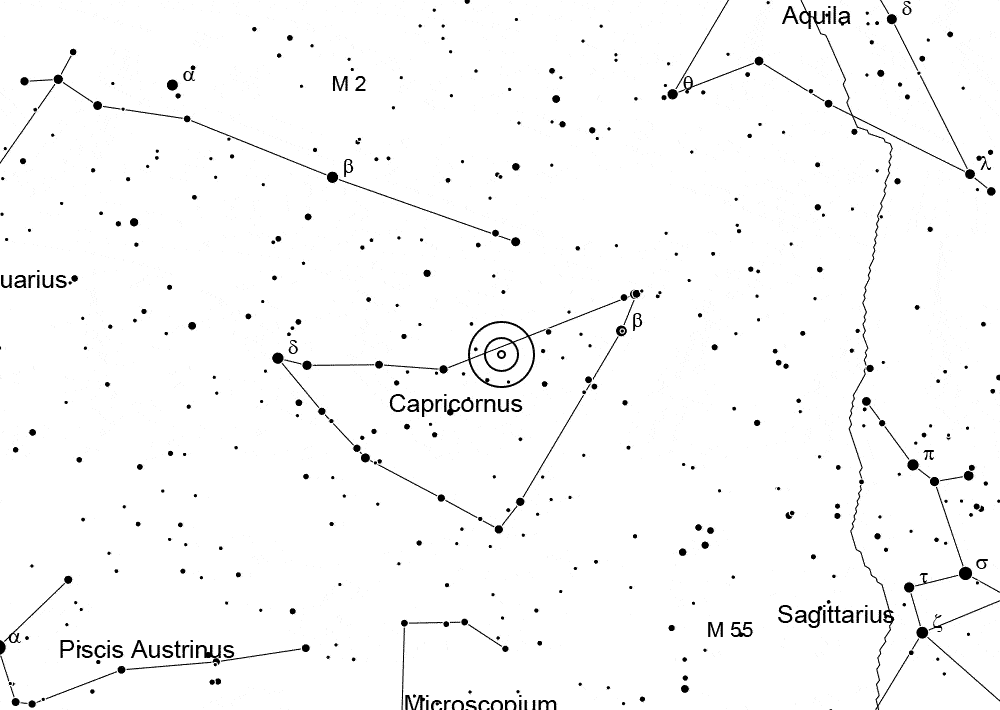 Aquila
δ
α
M 2
θ
β
λ
uarius
β
δ
Capricornus
π
σ
τ
Sagittarius
ζ
M 55
α
Piscis Austrinus
Microscopium